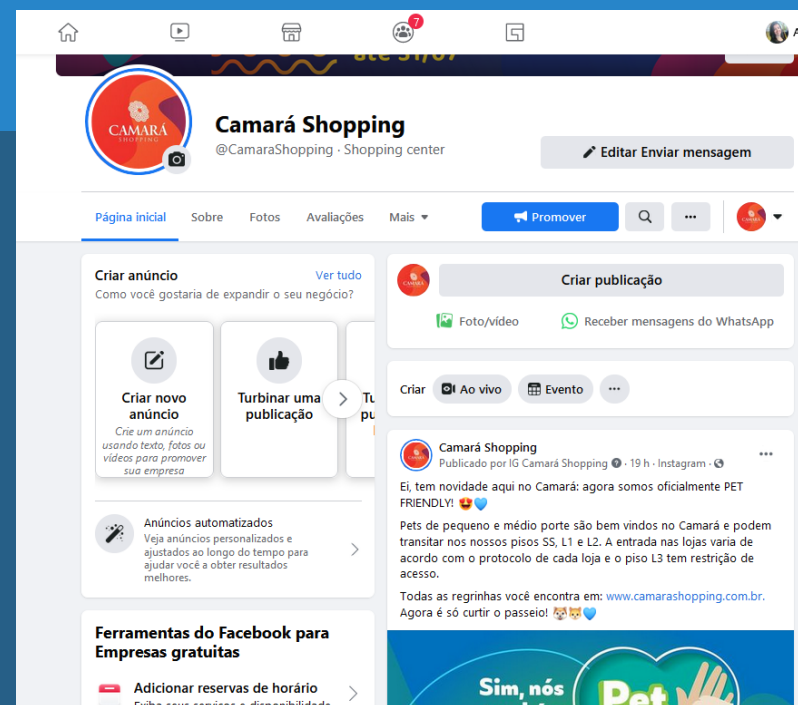 7
até 31/07
CAMARÁ
SHOPPING
Camará Shopping
@CamaraShopping · Shopping center
Editar Enviar mensagem
Página inicial Sobre Fotos Avaliações Mais
Promover
Criar anúncio Ver tudo
Como você gostaria de expandir o seu negócio?
Criar novo
anúncio
Crie um anúncio
usando texto, fotos ou
vídeos para promover
sua empresa
Turbinar uma
publicação
Anúncios automatizados
Veja anúncios personalizados e
ajustados ao longo do tempo para
ajudar você a obter resultados
melhores.
Ferramentas do Facebook para
Empresas gratuitas
Adicionar reservas de horário
Exiba seus serviços e disponibilidade
Criar publicação
Foto/vídeo Receber mensagens do WhatsApp
Criar Ao vivo Evento
Camará Shopping
Publicado por IG Camará Shopping · 19 h · Instagram ·
Ei, tem novidade aqui no Camará: agora somos oficialmente PET
FRIENDLY! 😍💙
Pets de pequeno e médio porte são bem vindos no Camará e podem
transitar nos nossos pisos SS, L1 e L2. A entrada nas lojas varia de
acordo com o protocolo de cada loja e o piso L3 tem restrição de
acesso.
Todas as regrinhas você encontra em: www.camarashopping.com.br.
Agora é só curtir o passeio! 🐶🐱💙
Sim, nós
Pet